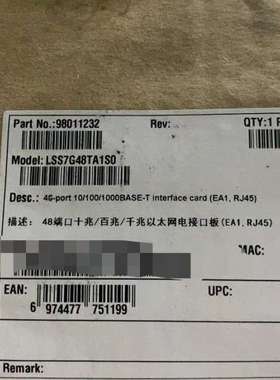 Part No.:98011232 Rev: QTY:1
Model: LSS7G48TA1S0
Desc.: 48-port 10/100/1000BASE-T interface card (EA1, RJ45)
描述: 48端口十兆/百兆/千兆以太网电接口板(EA1, RJ45)
MAC:
EAN: UPC:
6 974477 751199
Remark: